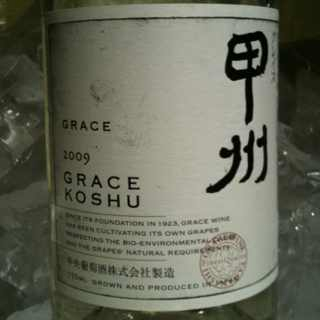 甲州
GRACE
2009
GRACE
KOSHU
SINCE ITS FOUNDATION IN 1923, GRACE WINE
HAS BEEN CULTIVATING ITS OWN GRAPES
RESPECTING THE BIO-ENVIRONMENTAL
AND THE GRAPES' NATURAL REQUIREMENTS
中央葡萄酒株式会社製造
750ml GROWN AND PRODUCED IN